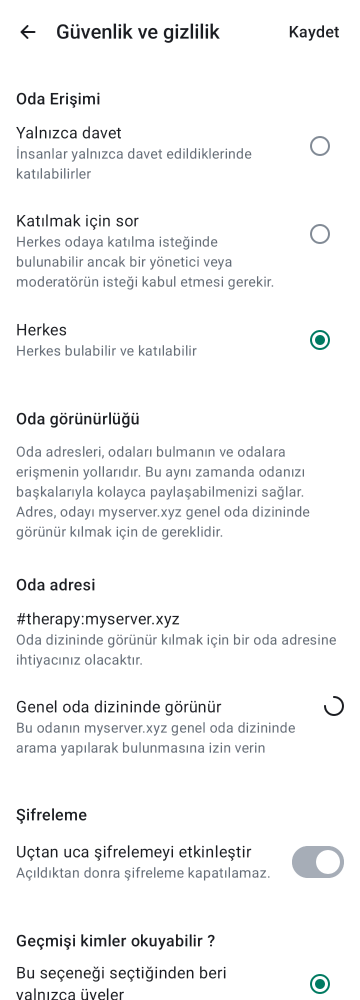 Güvenlik ve gizlilik
Kaydet
Oda Erişimi
Yalnızca davet
İnsanlar yalnızca davet edildiklerinde
katılabilirler
Katılmak için sor
Herkes odaya katılma isteğinde
bulunabilir ancak bir yönetici veya
moderatörün isteği kabul etmesi gerekir.
Herkes
Herkes bulabilir ve katılabilir
Oda görünürlüğü
Oda adresleri, odaları bulmanın ve odalara
erişmenin yollarıdır. Bu aynı zamanda odanızı
başkalarıyla kolayca paylaşabilmenizi sağlar.
Adres, odayı myserver.xyz genel oda dizininde
görünür kılmak için de gereklidir.
Oda adresi
#therapy:myserver.xyz
Oda dizininde görünür kılmak için bir oda adresine
ihtiyacınız olacaktır.
Genel oda dizininde görünür
Bu odanın myserver.xyz genel oda dizininde
arama yapılarak bulunmasına izin verin
Şifreleme
Uçtan uca şifrelemeyi etkinleştir
Açıldıktan donra şifreleme kapatılamaz.
Geçmişi kimler okuyabilir ?
Bu seçeneği seçtiğinden beri
yalnızca üyeler